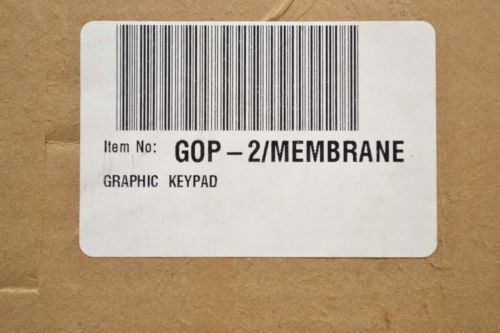 Item No: GOP-2/MEMBRANE
GRAPHIC KEYPAD